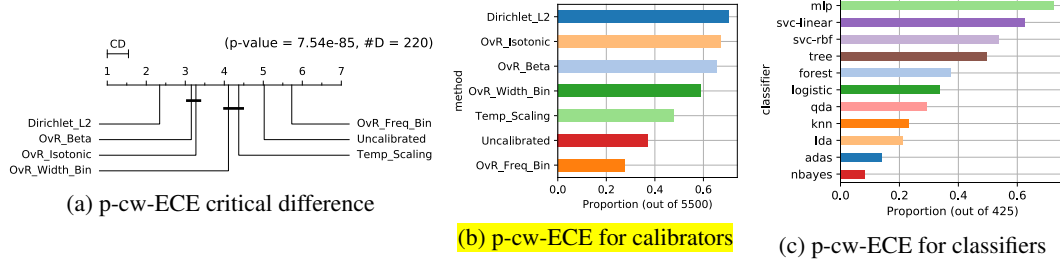 CD
(p-value = 7.54e-85, #D = 220)
1 2 3 4 5 6 7
Dirichlet_L2
OvR_Beta
OvR_Isotonic
OvR_Width_Bin
OvR_Freq_Bin
Uncalibrated
Temp_Scaling
(a) p-cw-ECE critical difference
method
Dirichlet_L2
OvR_Isotonic
OvR_Beta
OvR_Width_Bin
Temp_Scaling
Uncalibrated
OvR_Freq_Bin
0.0 0.2 0.4 0.6
Proportion (out of 5500)
(b) p-cw-ECE for calibrators
classifier
mlp
svc-linear
svc-rbf
tree
forest
logistic
qda
knn
lda
adas
nbayes
0.0 0.2 0.4 0.6
Proportion (out of 425)
(c) p-cw-ECE for classifiers